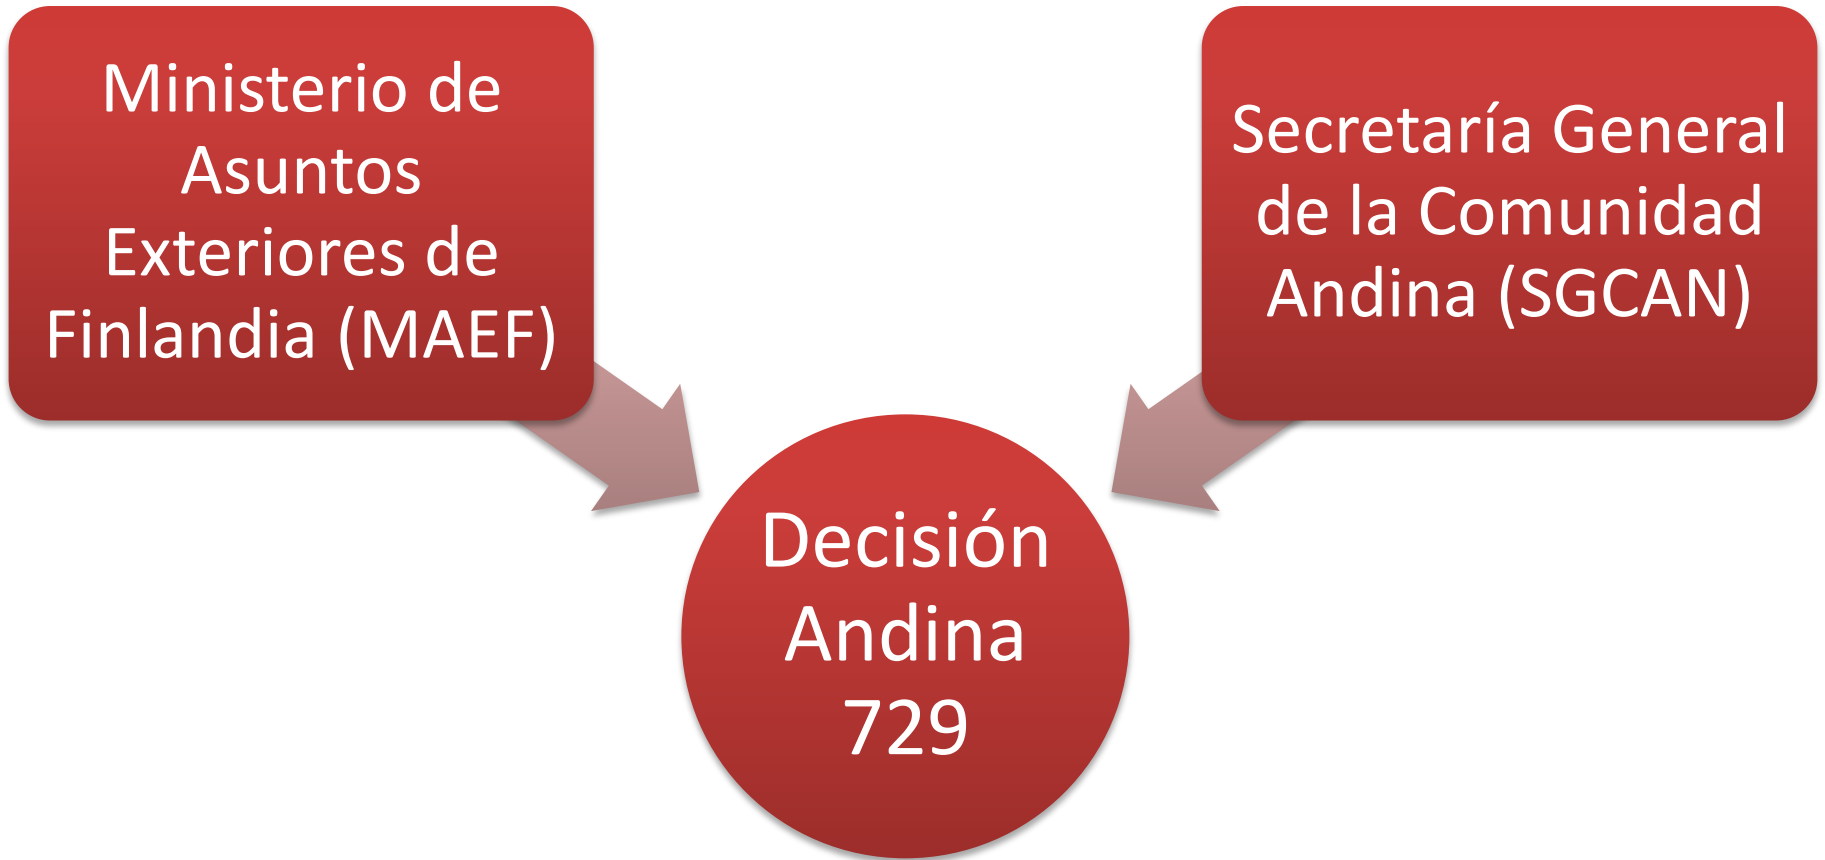 Ministerio de
Asuntos
Exteriores de
Finlandia (MAEF)
Secretaría General
de la Comunidad
Andina (SGCAN)
Decisión
Andina
729